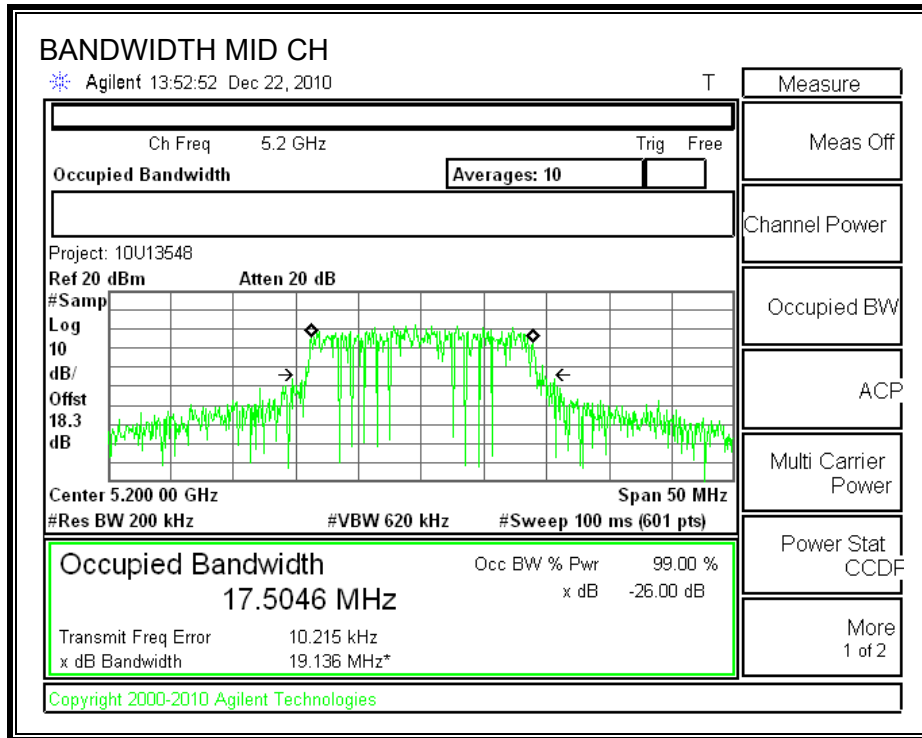 BANDWIDTH MID CH
Agilent 13:52:52 Dec 22, 2010 T
Measure
Ch Freq 5.2 GHz Trig Free
Occupied Bandwidth Averages: 10
Project: 10U13548
Ref 20 dBm Atten 20 dB
#Samp
Log
10
dB/
Offst
18.3
dB
Center 5.200 00 GHz Span 50 MHz
#Res BW 200 kHz #VBW 620 kHz #Sweep 100 ms (601 pts)
Occupied Bandwidth Occ BW % Pwr 99.00 %
17.5046 MHz x dB -26.00 dB
Transmit Freq Error 10.215 kHz
x dB Bandwidth 19.136 MHz*
Copyright 2000-2010 Agilent Technologies
Meas Off
Channel Power
Occupied BW
ACP
Multi Carrier
Power
Power Stat
CCDF
More
1 of 2